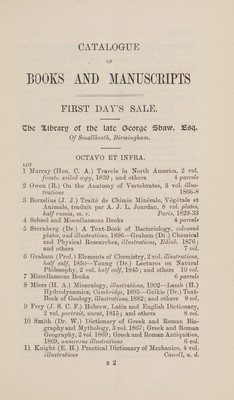 CATALOGUE
OF
BOOKS AND MANUSCRIPTS
FIRST DAY'S SALE.
The Library of the late George Shaw, Esq.
Of Smallheath, Birmingham.
OCTAVO ET INFRA.
LOT
1 Murray (Hon. C. A.) Travels in North America, 2 vol.
fronts. soiled copy, 1839; and others 4 parcels
2 Owen (R.) On the Anatomy of Vertebrates, 3 vol. illus-
trations 1866-8
3 Berzelius (J. J.) Traité de Chimie Minérale, Végétale et
Animale, traduit par A. J. L. Jourdan, 8 vol. plates,
half russia, m. e. Paris, 1829-33
4 School and Miscellaneous Books 4 parcels
5 Sternberg (Dr.) A Text-Book of Bacteriology, coloured
plates, and illustrations, 1896—Graham (Dr.) Chemical
and Physical Researches, illustrations, Edinb. 1876;
and others 7 vol.
6 Graham (Prof.) Elements of Chemistry, 2 vol. illustrations,
half calf, 1850—Young (Dr.) Lectures on Natural
Philosophy, 2 vol. half calf, 1845; and others 10 vol.
7 Miscellaneous Books 6 parcels
8 Miers (H. A.) Mineralogy, illustrations, 1902—Lamb (H.)
Hydrodynamics, Cambridge, 1895—Geikie (Dr.) Text-
Book of Geology, illustrations, 1882; and others 8 vol.
9 Frey (J. S. C. F.) Hebrew, Latin and English Dictionary,
2 vol. portrait, uncut, 1815; and others 8 vol.
10 Smith (Dr. W.) Dictionary of Greek and Roman Bio-
graphy and Mythology, 3 vol. 1867; Greek and Roman
Geography, 2 vol. 1869; Greek and Roman Antiquities,
1869, numerous illustrations 6 vol.
11 Knight (E. H.) Practical Dictionary of Mechanics, 4 vol.
illustrations Cassell, n. d.
B 2